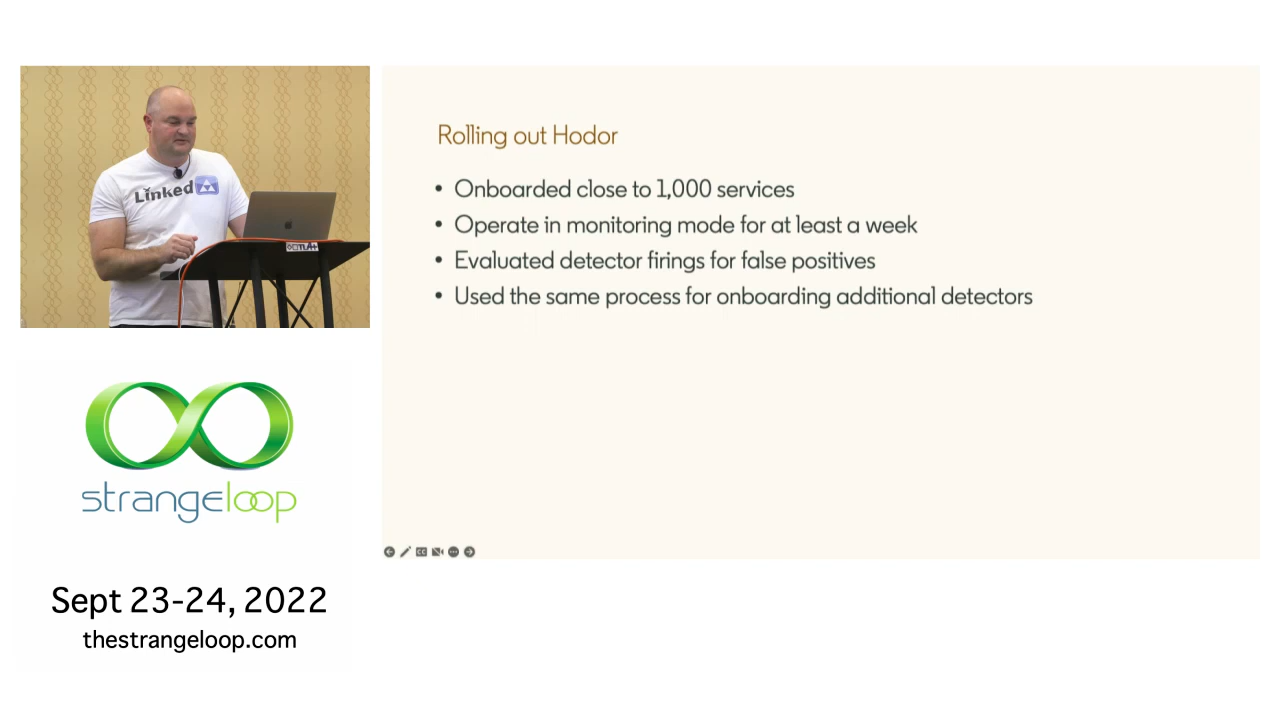 Linked
Rolling out Hodor
• Onboarded close to 1,000 services
• Operate in monitoring mode for at least a week
• Evaluated detector firings for false positives
• Used the same process for onboarding additional detectors
strangeloop
Sept 23-24, 2022
thestrangeloop.com